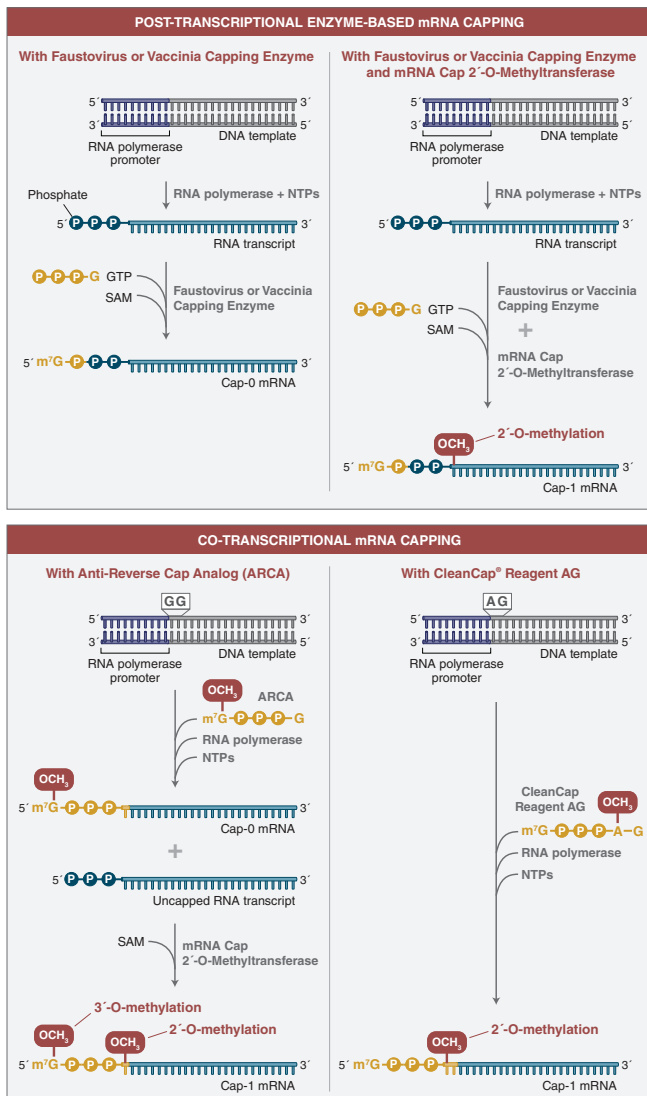 POST-TRANSCRIPTIONAL ENZYME-BASED mRNA CAPPING
With Faustovirus or Vaccinia Capping Enzyme
5´ 3´
3´ 5´
DNA template
RNA polymerase
promoter
Phosphate
RNA polymerase + NTPs
5´ P P P 3´
RNA transcript
P P P G GTP
SAM
Faustovirus or Vaccinia
Capping Enzyme
5´ m⁷G P P P 3´
Cap-0 mRNA
With Faustovirus or Vaccinia Capping Enzyme
and mRNA Cap 2´-O-Methyltransferase
5´ 3´
3´ 5´
DNA template
RNA polymerase
promoter
RNA polymerase + NTPs
P P P 3´
RNA transcript
Faustovirus or Vaccinia
Capping Enzyme
P P P G GTP
SAM
+
mRNA Cap
2´-O-Methyltransferase
OCH₃
2´-O-methylation
5´ m⁷G P P P 3´
Cap-1 mRNA
CO-TRANSCRIPTIONAL mRNA CAPPING
With Anti-Reverse Cap Analog (ARCA)
GG
5´ 3´
3´ 5´
DNA template
RNA polymerase
promoter
OCH₃
ARCA
m⁷G P P P G
RNA polymerase
NTPs
OCH₃
5´ m⁷G P P P 3´
Cap-0 mRNA
+
5´ P P P 3´
Uncapped RNA transcript
SAM
mRNA Cap
2´-O-Methyltransferase
3´-O-methylation
OCH₃
2´-O-methylation
OCH₃
5´ m⁷G P P P 3´
Cap-1 mRNA
With CleanCap® Reagent AG
AG
5´ 3´
3´ 5´
DNA template
RNA polymerase
promoter
CleanCap
Reagent AG
OCH₃
m⁷G P P P A G
RNA polymerase
NTPs
OCH₃
2´-O-methylation
5´ m⁷G P P P 3´
Cap-1 mRNA